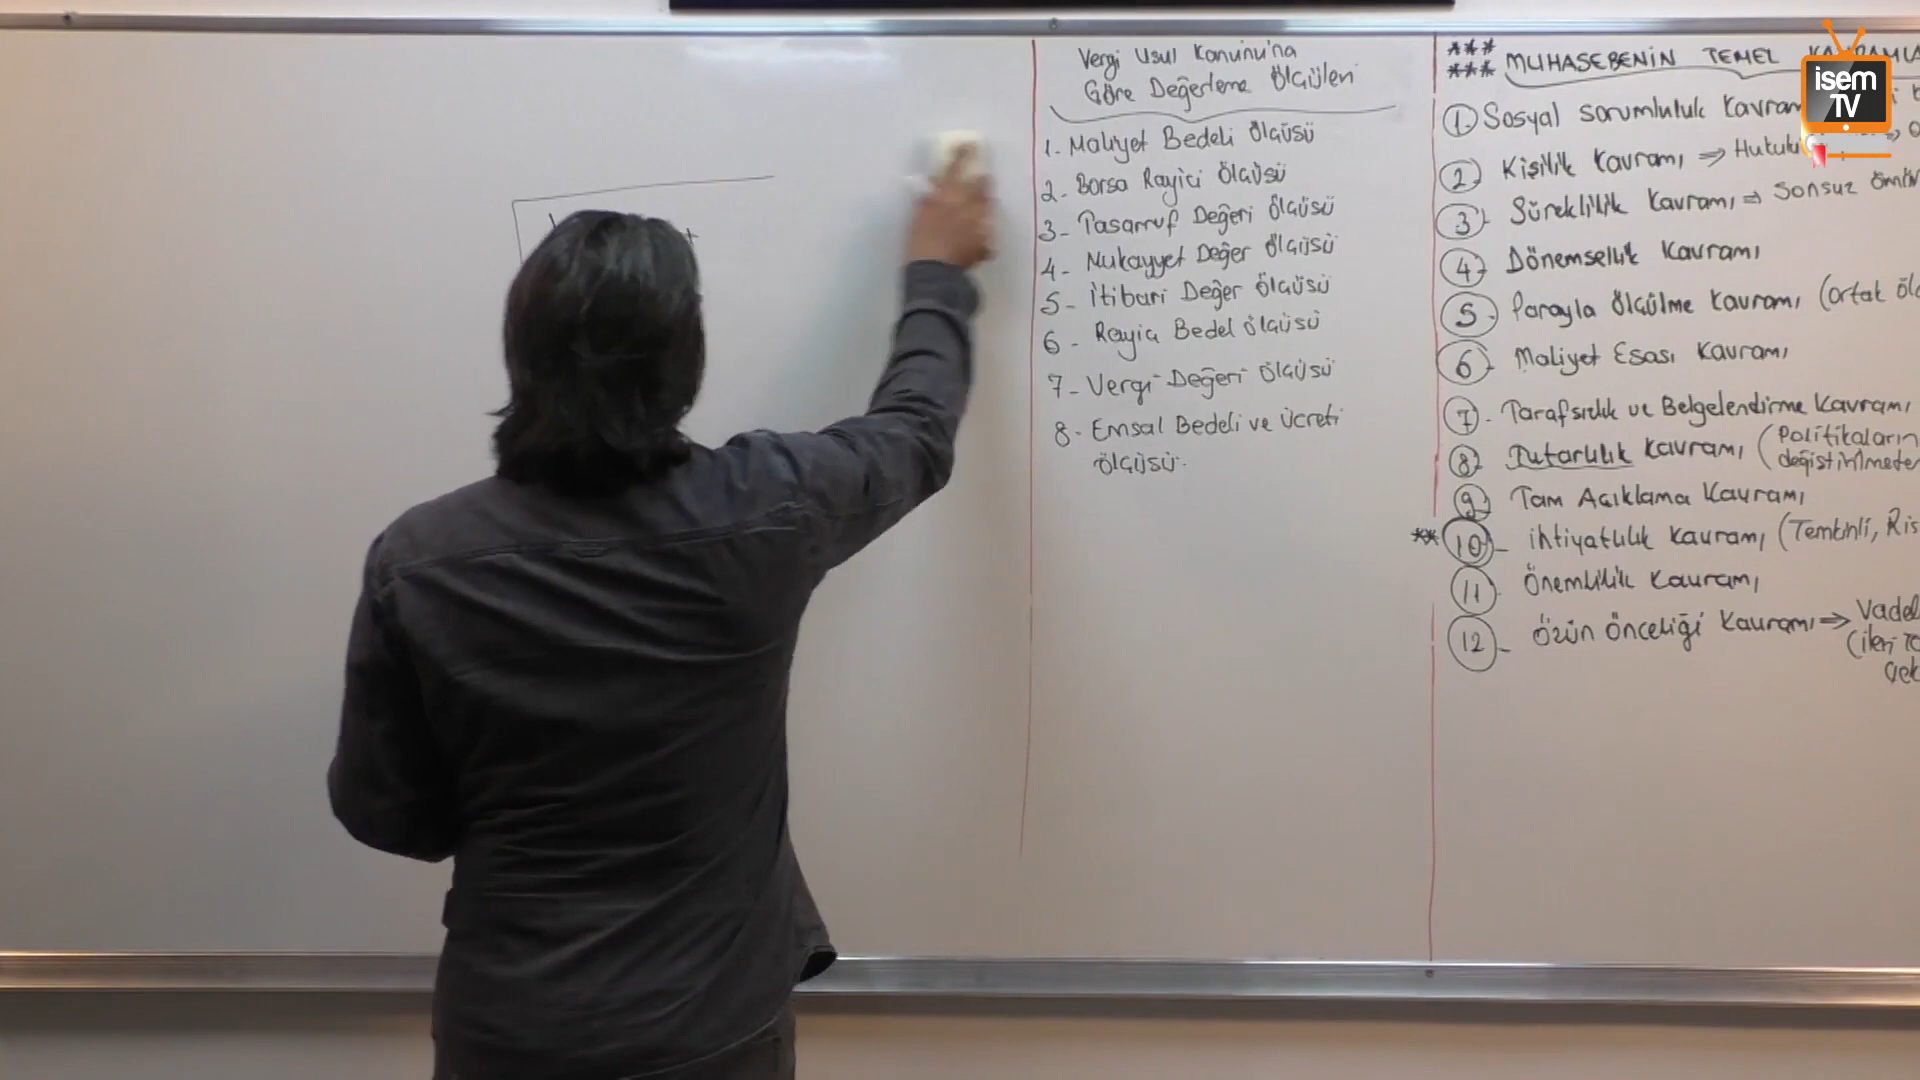 Vergi Usul Kanunu'na
Göre Değerleme Ölçüleri
1. Maliyet Bedeli Ölçüsü
2- Borsa Rayici Ölçüsü
3- Tasarruf Değeri Ölçüsü
4- Mukayyet Değer Ölçüsü
5- İtibari Değer Ölçüsü
6- Rayiç Bedel Ölçüsü
7- Vergi Değeri Ölçüsü
8- Emsal Bedeli ve Ücreti
Ölçüsü.
***
*** MUHASEBENİN TEMEL
1. Sosyal Sorumluluk Kavram
2- Kişilik Kavramı ⇒
3- Süreklilik Kavramı ⇒ Sonsuz
4- Dönemsellik Kavramı
5- Parayla Ölçülme Kavramı (Ortak
6- Maliyet Esası Kavramı
7- Tarafsızlık ve Belgelendirme Kavramı
8- Tutarlılık Kavramı (Politikaların
9- Tam Açıklama Kavramı
** 10- İhtiyatlılık Kavramı (Temkinli,
11. Önemlilik Kavramı
12- Özün Önceliği Kavramı ⇒
isem
TV